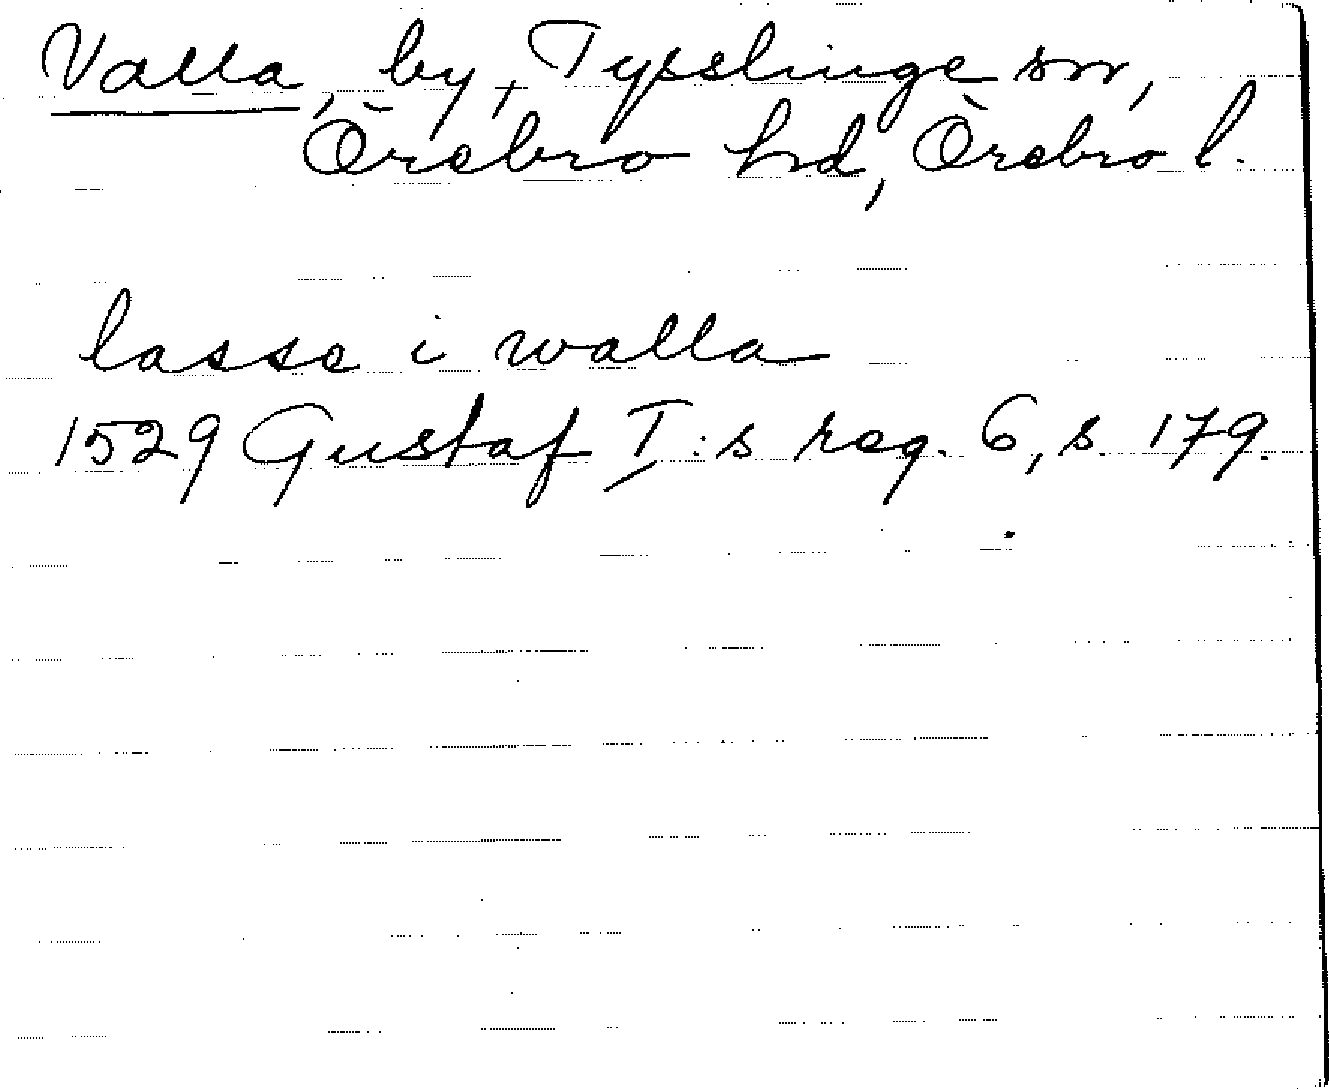 Valla, by, Tysslinge sn,
Örebro hd, Örebro l.
lasse i walla
1529 Gustaf I:s reg. 6, s. 179.